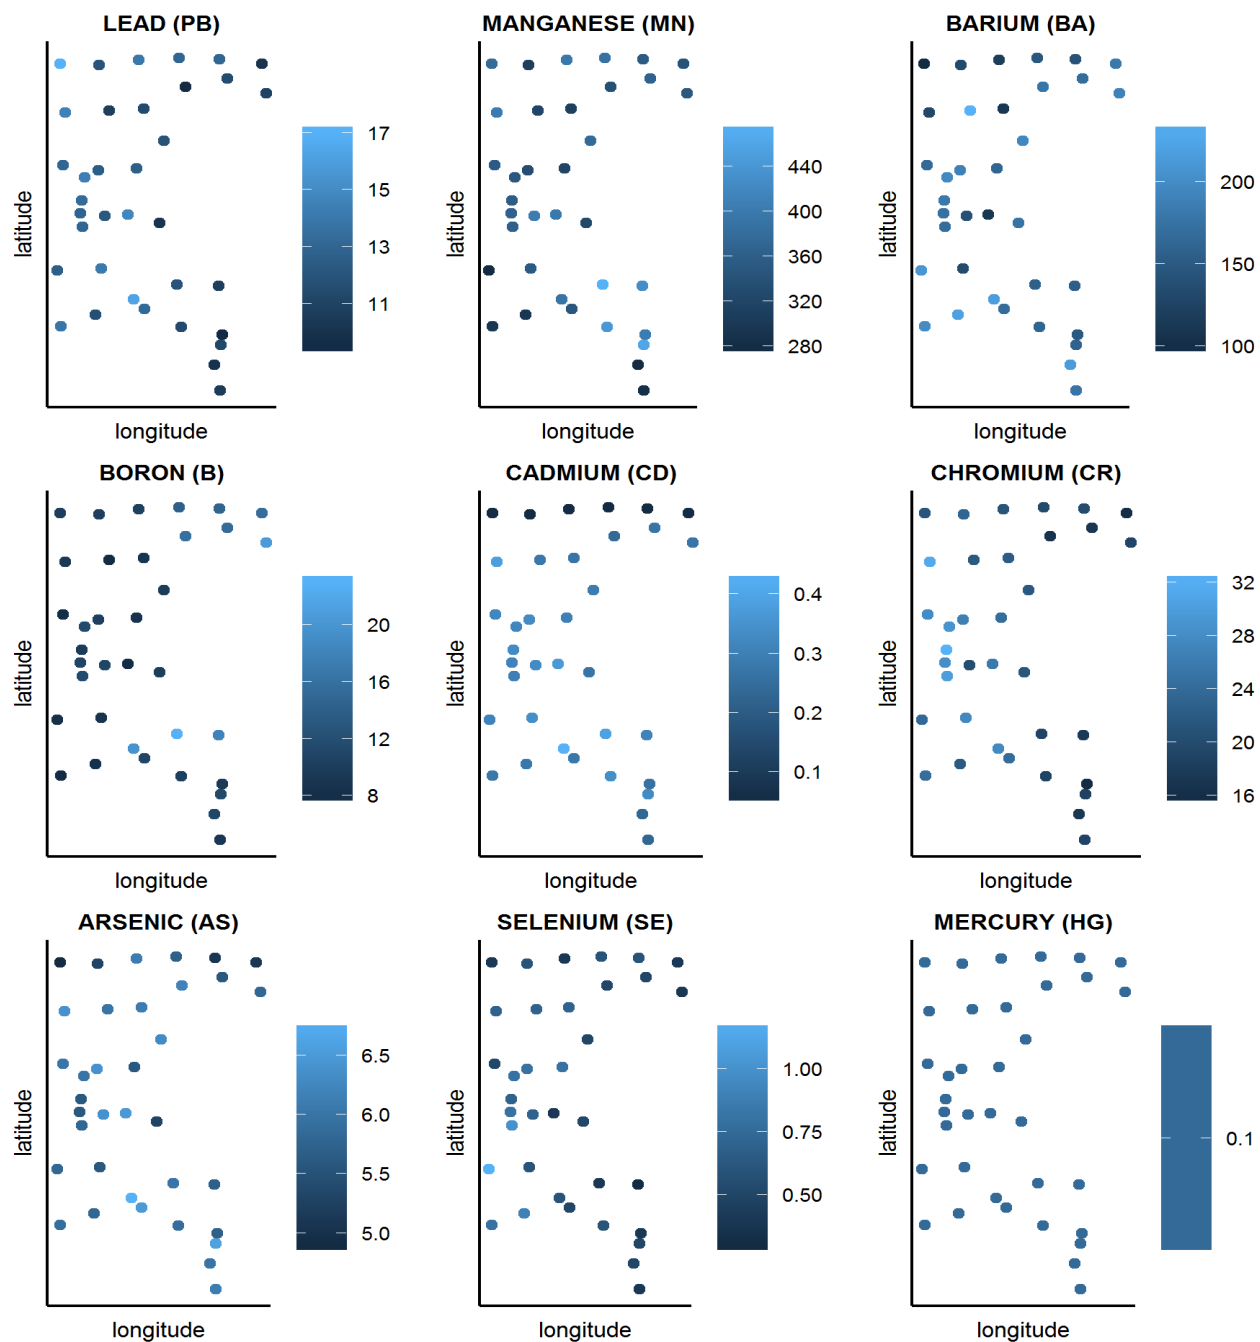 LEAD (PB)
latitude
17
15
13
11
longitude
MANGANESE (MN)
latitude
440
400
360
320
280
longitude
BARIUM (BA)
latitude
200
150
100
longitude
BORON (B)
latitude
20
16
12
8
longitude
CADMIUM (CD)
latitude
0.4
0.3
0.2
0.1
longitude
CHROMIUM (CR)
latitude
32
28
24
20
16
longitude
ARSENIC (AS)
latitude
6.5
6.0
5.5
5.0
longitude
SELENIUM (SE)
latitude
1.00
0.75
0.50
longitude
MERCURY (HG)
latitude
0.1
longitude